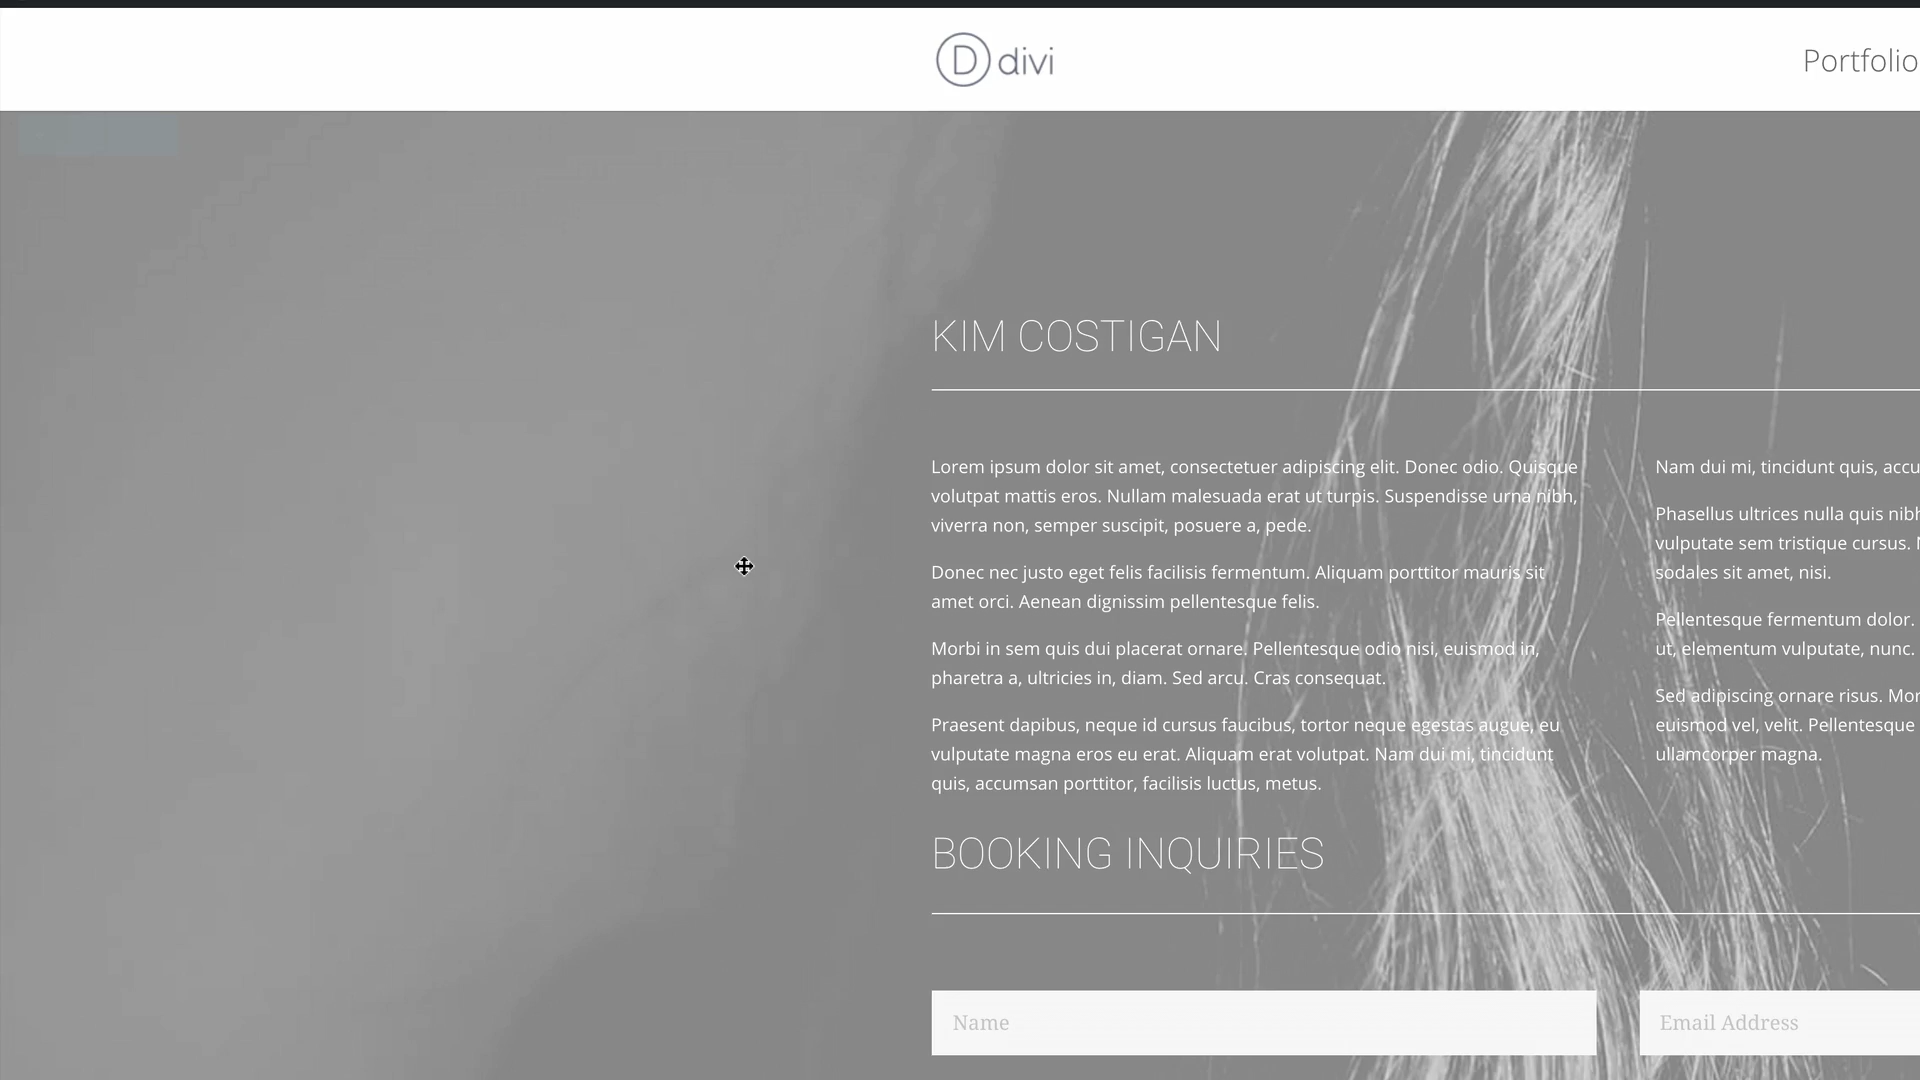 D divi
Portfolio
KIM COSTIGAN
Lorem ipsum dolor sit amet, consectetuer adipiscing elit. Donec odio. Quisque
volutpat mattis eros. Nullam malesuada erat ut turpis. Suspendisse urna nibh,
viverra non, semper suscipit, posuere a, pede.
Donec nec justo eget felis facilisis fermentum. Aliquam porttitor mauris sit
amet orci. Aenean dignissim pellentesque felis.
Morbi in sem quis dui placerat ornare. Pellentesque odio nisi, euismod in,
pharetra a, ultricies in, diam. Sed arcu. Cras consequat.
Praesent dapibus, neque id cursus faucibus, tortor neque egestas augue, eu
vulputate magna eros eu erat. Aliquam erat volutpat. Nam dui mi, tincidunt
quis, accumsan porttitor, facilisis luctus, metus.
Nam dui mi, tincidunt quis, accu
Phasellus ultrices nulla quis nibh
vulputate sem tristique cursus.
sodales sit amet, nisi.
Pellentesque fermentum dolor.
ut, elementum vulputate, nunc.
Sed adipiscing ornare risus. Mor
euismod vel, velit. Pellentesque
ullamcorper magna.
BOOKING INQUIRIES
Name
Email Address